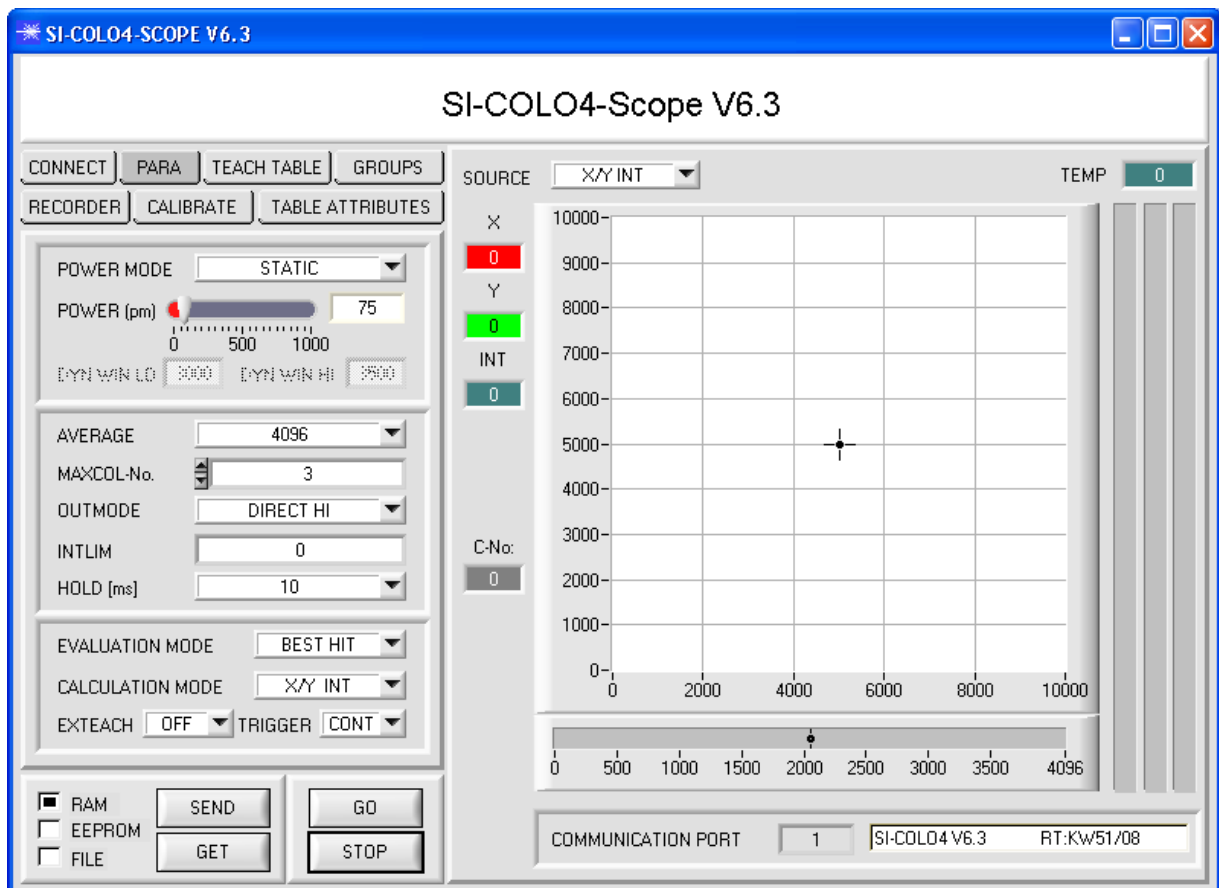 SI-COLO4-SCOPE V6.3
SI-COLO4-Scope V6.3
CONNECT PARA TEACH TABLE GROUPS
RECORDER CALIBRATE TABLE ATTRIBUTES
POWER MODE STATIC
POWER (pm) 75
0 500 1000
DYN WIN LO 3000 DYN WIN HI 3500
AVERAGE 4096
MAXCOL-No. 3
OUTMODE DIRECT HI
INTLIM 0
HOLD [ms] 10
EVALUATION MODE BEST HIT
CALCULATION MODE X/Y INT
EXTEACH OFF TRIGGER CONT
RAM
EEPROM
FILE
SEND
GET
GO
STOP
SOURCE X/Y INT
TEMP 0
X
0
Y
0
INT
0
C-No:
0
10000
9000
8000
7000
6000
5000
4000
3000
2000
1000
0
0 2000 4000 6000 8000 10000
0 500 1000 1500 2000 2500 3000 3500 4096
COMMUNICATION PORT 1 SI-COLO4 V6.3 RT:KW51/08